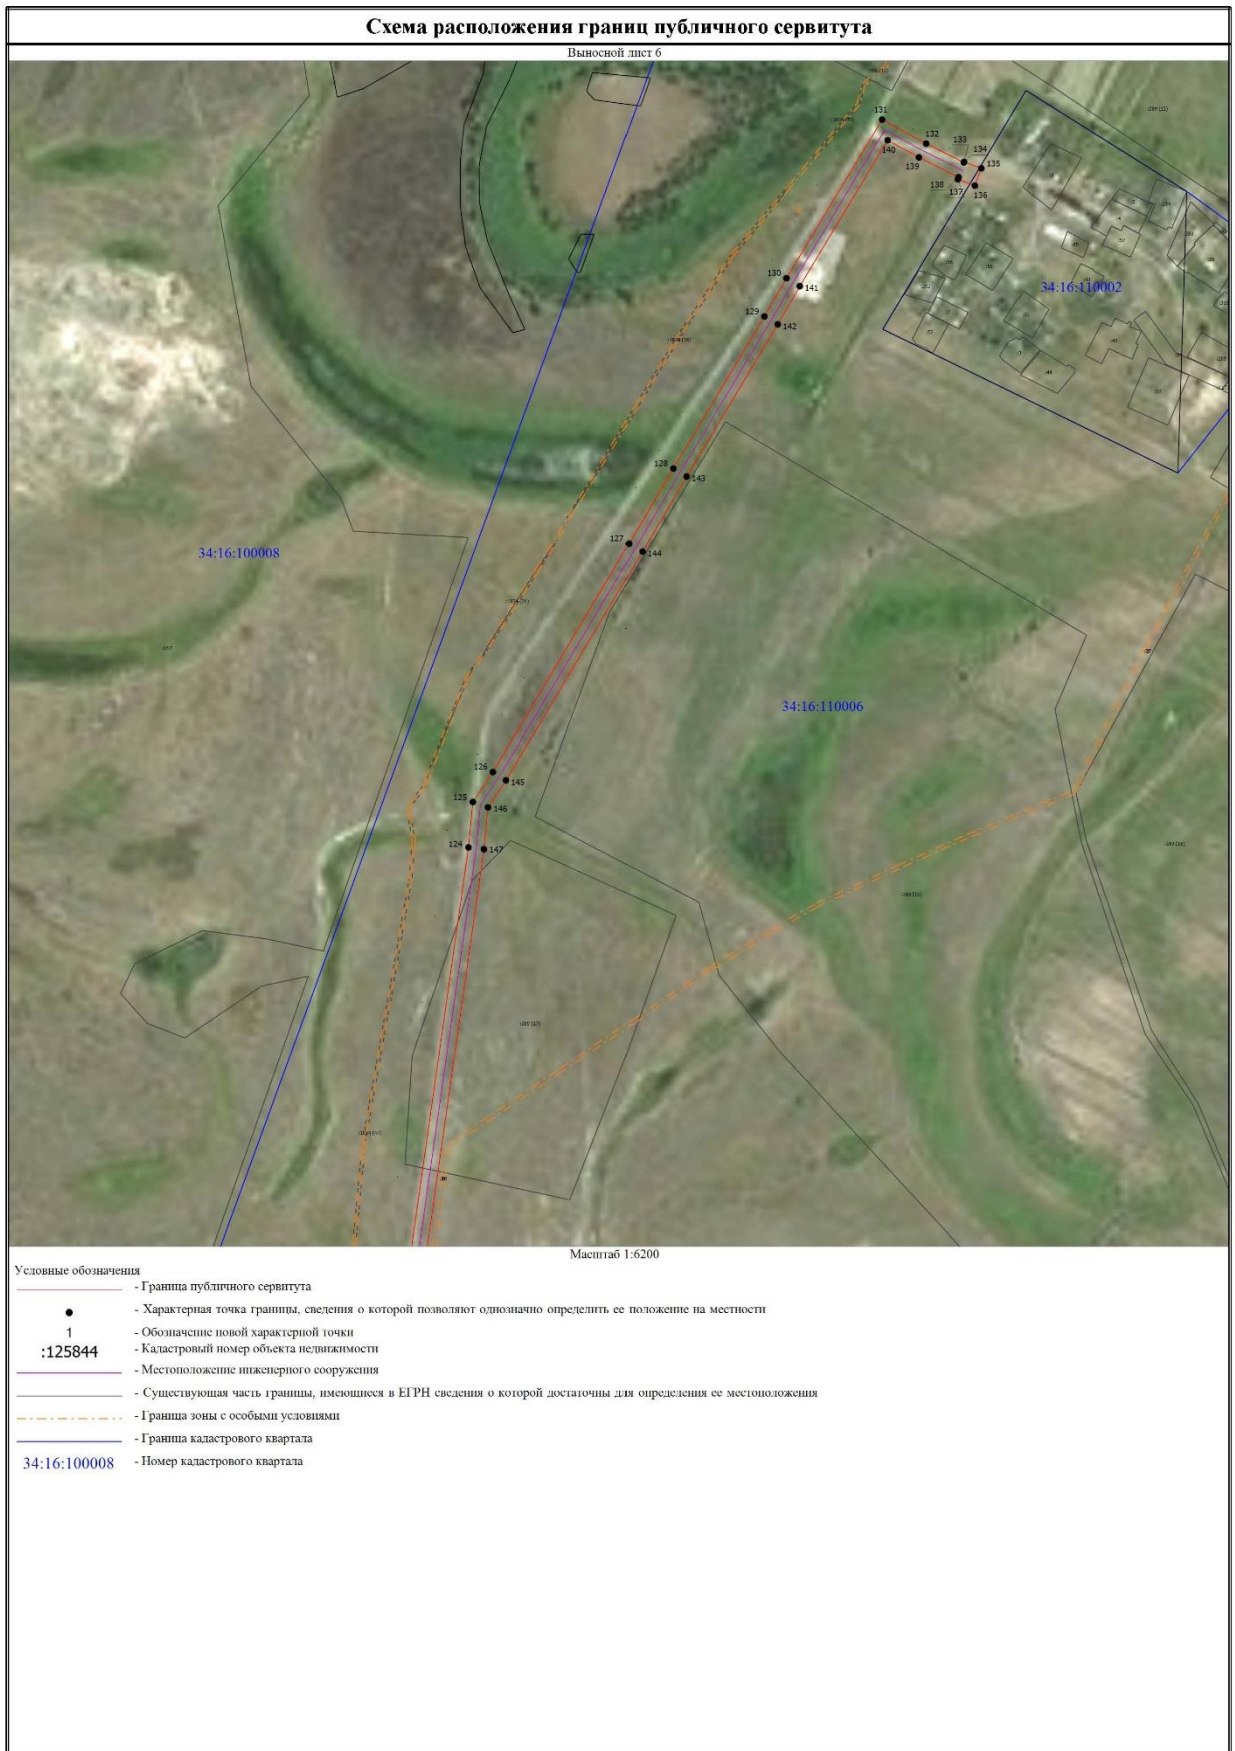 Схема расположения границ публичного сервитута
Выносной лист 6
131
132
133
134
135
140
139
138
137
136
130
141
34:16:110002
129
142
128
143
127
144
34:16:100008
34:16:110006
126
145
125
146
124
147
Масштаб 1:6200
Условные обозначения
- Граница публичного сервитута
- Характерная точка границы, сведения о которой позволяют однозначно определить ее положение на местности
1 - Обозначение новой характерной точки
:125844 - Кадастровый номер объекта недвижимости
- Местоположение инженерного сооружения
- Существующая часть границы, имеющиеся в ЕГРН сведения о которой достаточны для определения ее местоположения
- Граница зоны с особыми условиями
- Граница кадастрового квартала
34:16:100008 - Номер кадастрового квартала